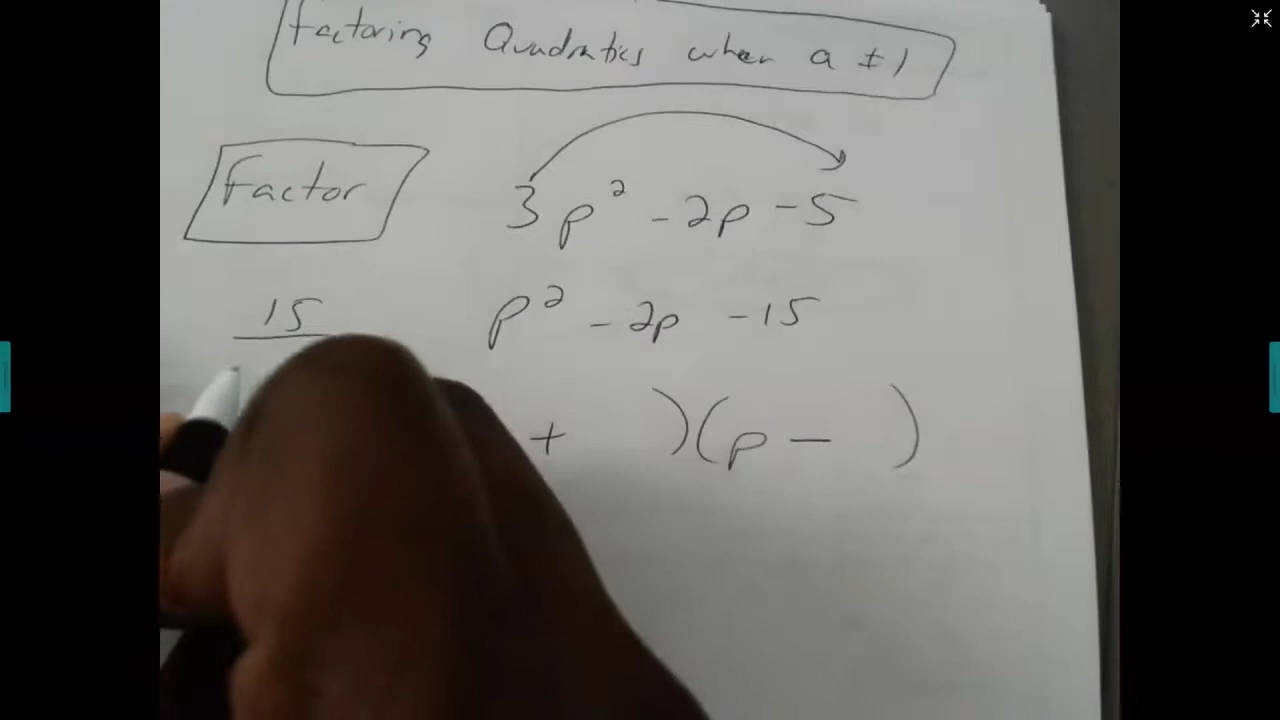 Factoring Quadratics when a ≠ 1
Factor
3p² - 2p - 5
15
p² - 2p - 15
+ )(p - )